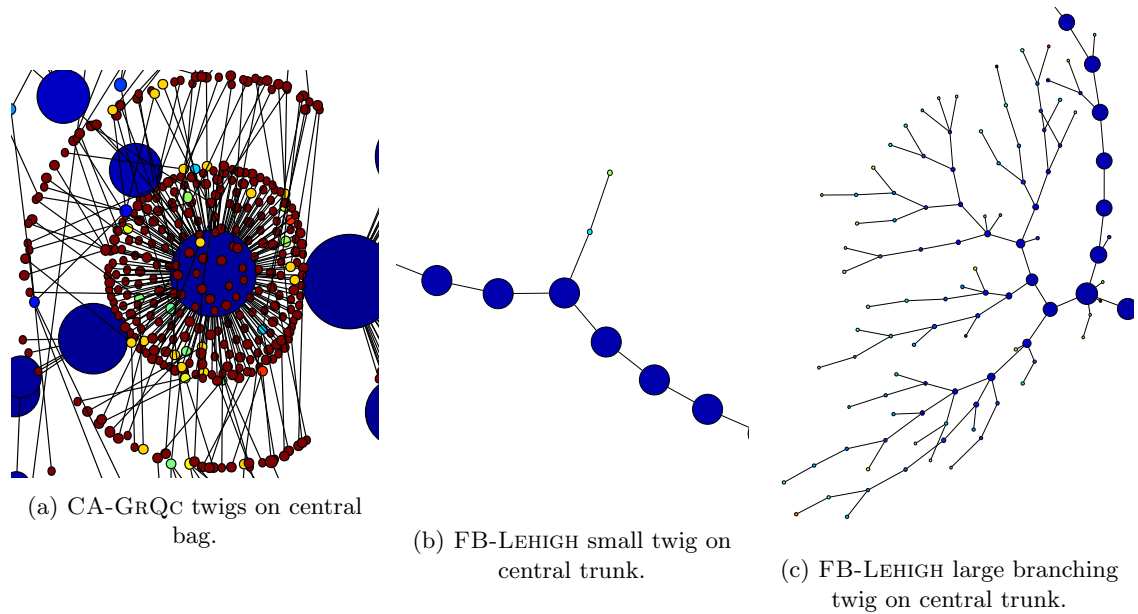 (a) CA-GRQC twigs on central
bag.
(b) FB-LEHIGH small twig on
central trunk.
(c) FB-LEHIGH large branching
twig on central trunk.